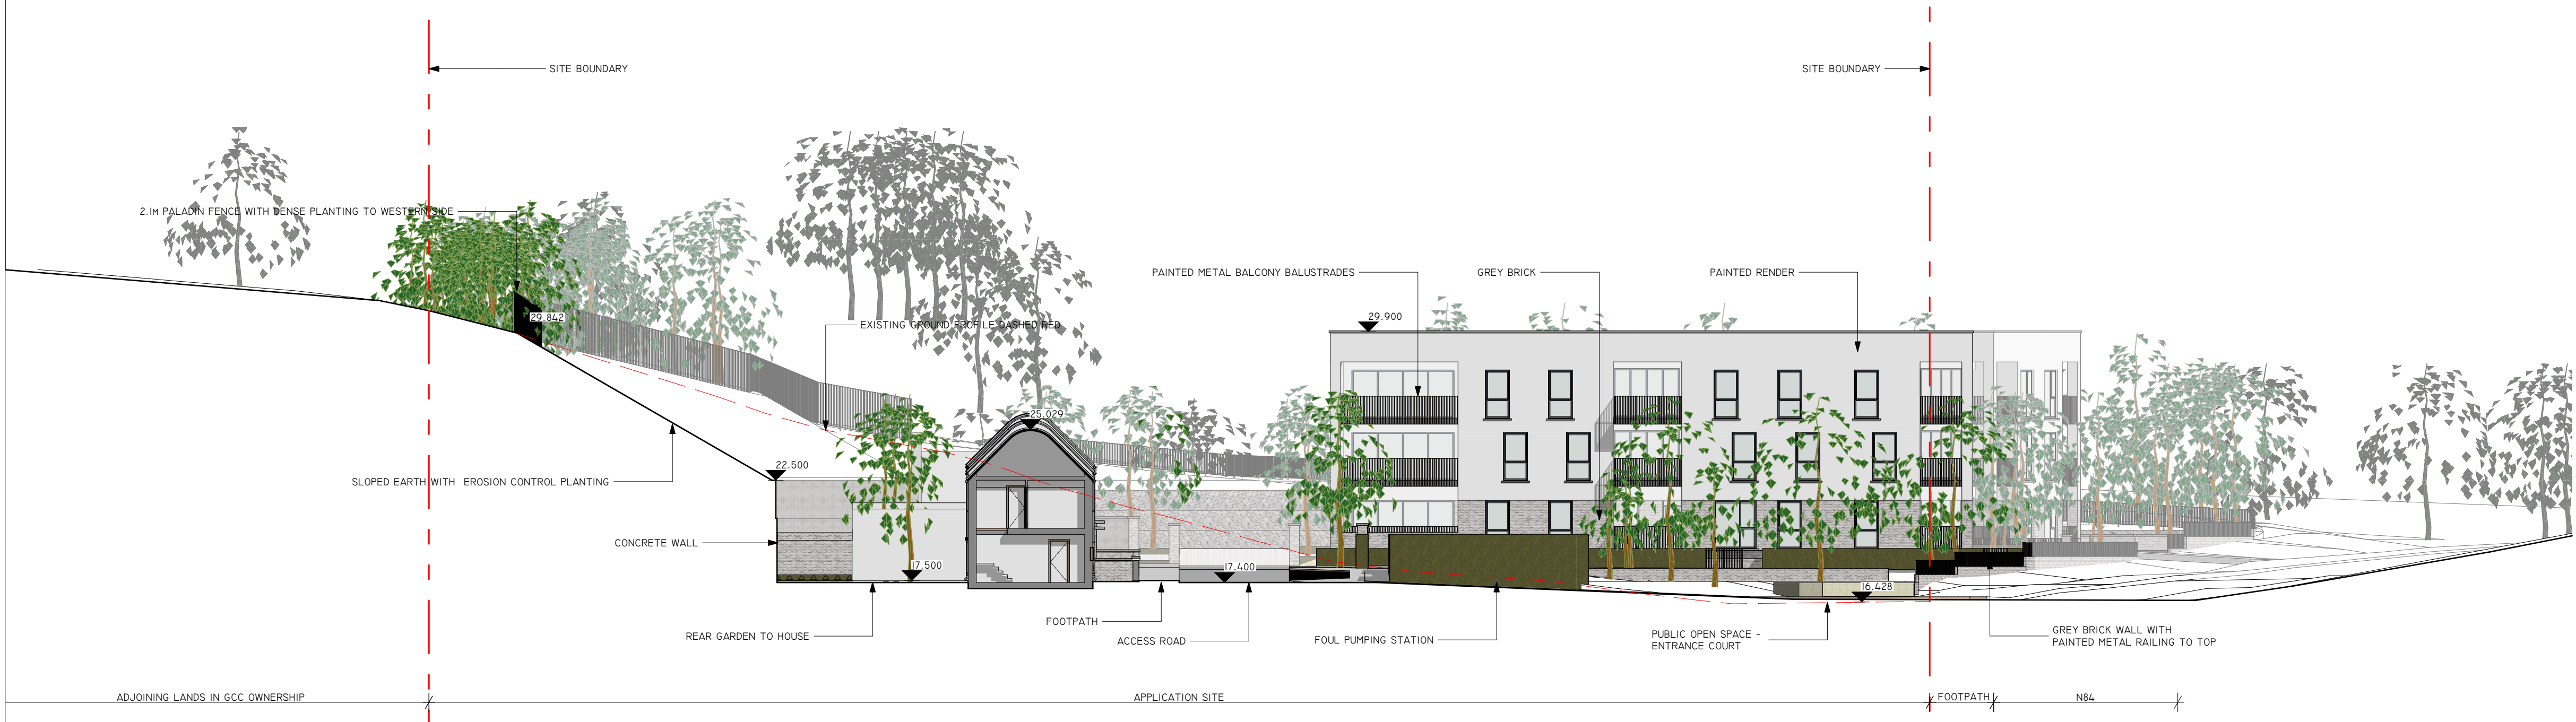 SITE BOUNDARY
SITE BOUNDARY
2.1M PALADIN FENCE WITH DENSE PLANTING TO WESTERN SIDE
PAINTED METAL BALCONY BALUSTRADES
GREY BRICK
PAINTED RENDER
29.842
29.900
EXISTING GROUND PROFILE DASHED RED
25.029
22.500
SLOPED EARTH WITH EROSION CONTROL PLANTING
CONCRETE WALL
17.500
17.400
16.428
REAR GARDEN TO HOUSE
FOOTPATH
ACCESS ROAD
FOUL PUMPING STATION
PUBLIC OPEN SPACE -
ENTRANCE COURT
GREY BRICK WALL WITH
PAINTED METAL RAILING TO TOP
ADJOINING LANDS IN GCC OWNERSHIP
APPLICATION SITE
FOOTPATH
N84